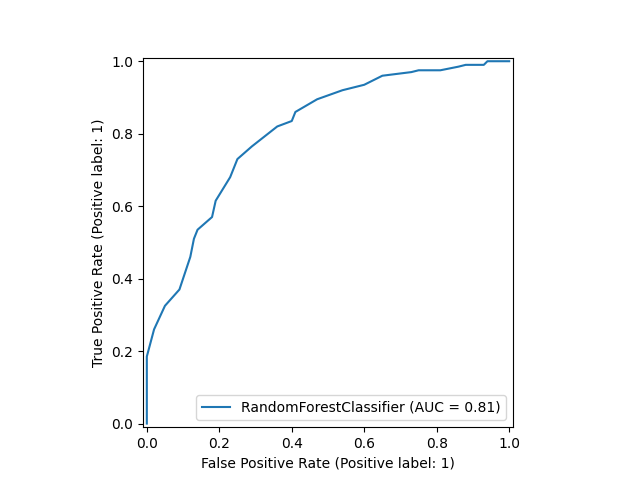 1.0
0.8
0.6
0.4
0.2
0.0
True Positive Rate (Positive label: 1)
RandomForestClassifier (AUC = 0.81)
0.0 0.2 0.4 0.6 0.8 1.0
False Positive Rate (Positive label: 1)